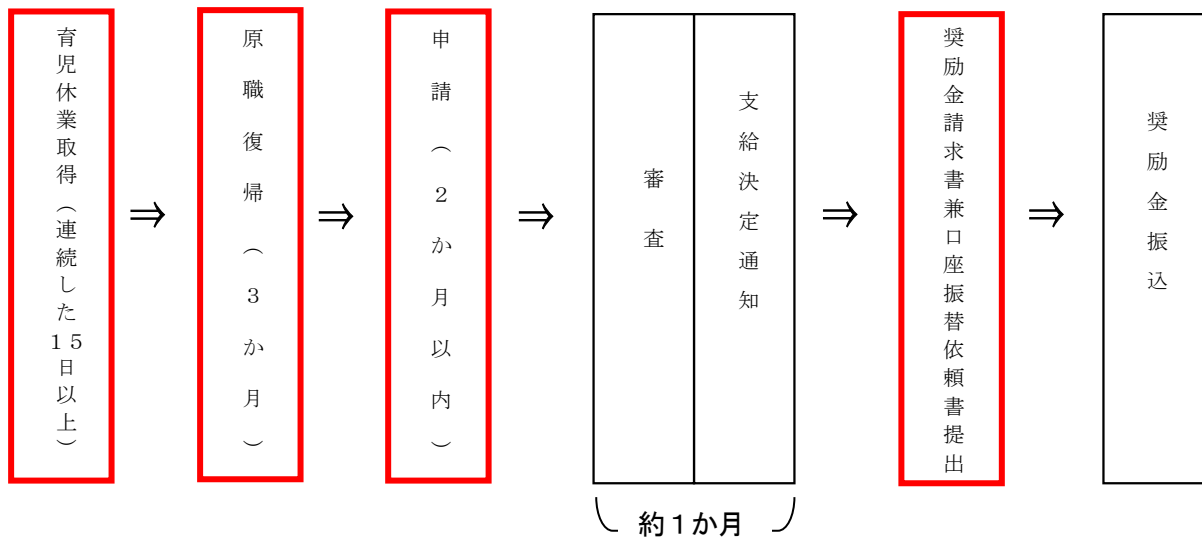 育児休業取得（連続した１５日以上）
⇒
原職復帰（３か月）
⇒
申請（２か月以内）
⇒
審査
支給決定通知
⇒
奨励金請求書兼口座振替依頼書提出
⇒
奨励金振込
約１か月